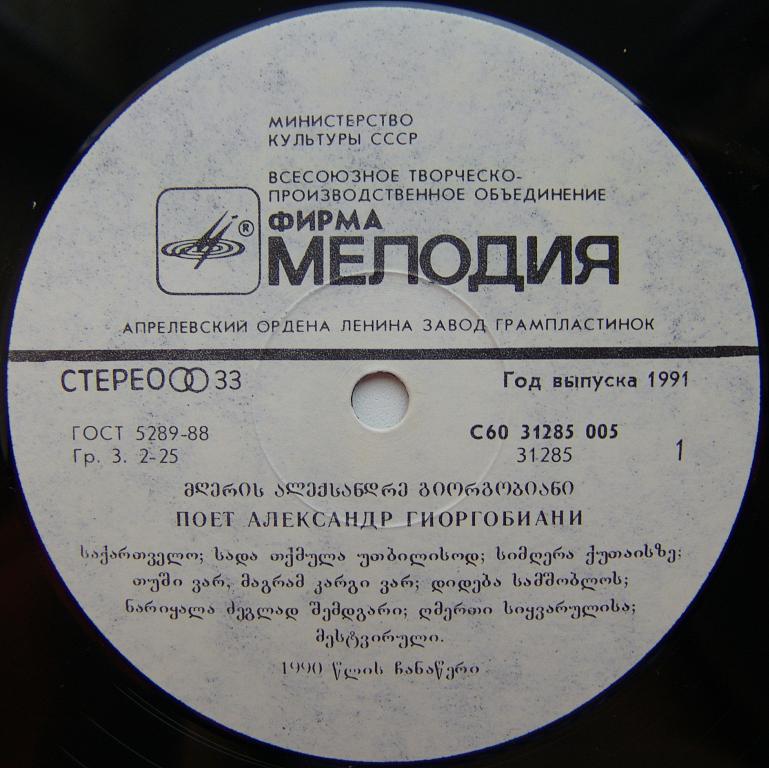 МИНИСТЕРСТВО
КУЛЬТУРЫ СССР
ВСЕСОЮЗНОЕ ТВОРЧЕСКО-
ПРОИЗВОДСТВЕННОЕ ОБЪЕДИНЕНИЕ
®
ФИРМА
МЕЛОДИЯ
АПРЕЛЕВСКИЙ ОРДЕНА ЛЕНИНА ЗАВОД ГРАМПЛАСТИНОК
СТЕРЕО 33
Год выпуска 1991
ГОСТ 5289-88
Гр. 3. 2-25
С60 31285 005
31285
1
მღერის ალექსანდრე გიორგობიანი
ПОЕТ АЛЕКСАНДР ГИОРГОБИАНИ
საქართველო; სადა თქმულა უთბილისოდ; სიმღერა ქუთაისზე;
თუში ვარ, მაგრამ კარგი ვარ; დიდება სამშობლოს;
ნარიყალა ძეგლად შემდგარი; ღმერთი სიყვარულისა;
მესტვირული.
1990 წლის ჩანაწერი